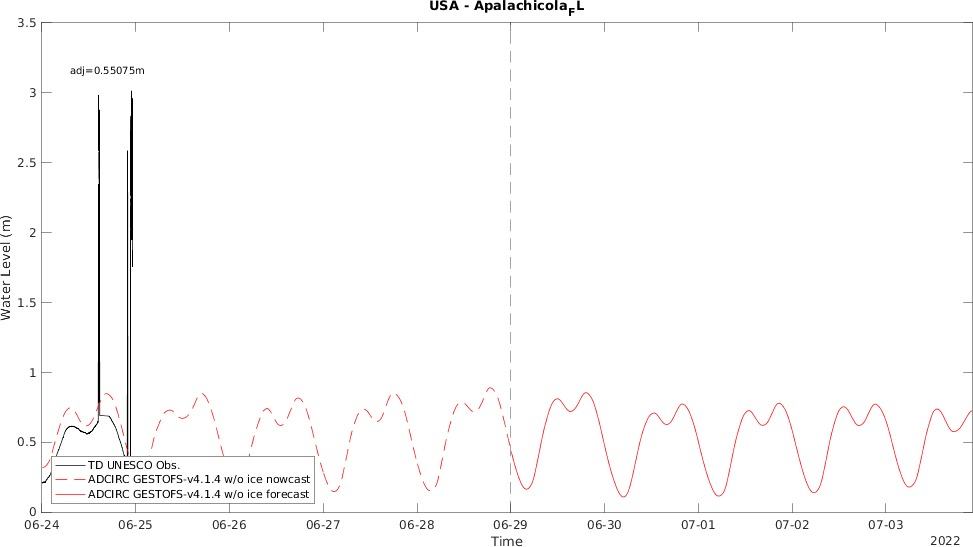 USA - Apalachicola_FL
3.5
adj=0.55075m
3
2.5
2
1.5
1
0.5
0
Water Level (m)
TD UNESCO Obs.
ADCIRC GESTOFS-v4.1.4 w/o ice nowcast
ADCIRC GESTOFS-v4.1.4 w/o ice forecast
06-24 06-25 06-26 06-27 06-28 06-29 06-30 07-01 07-02 07-03
Time
2022